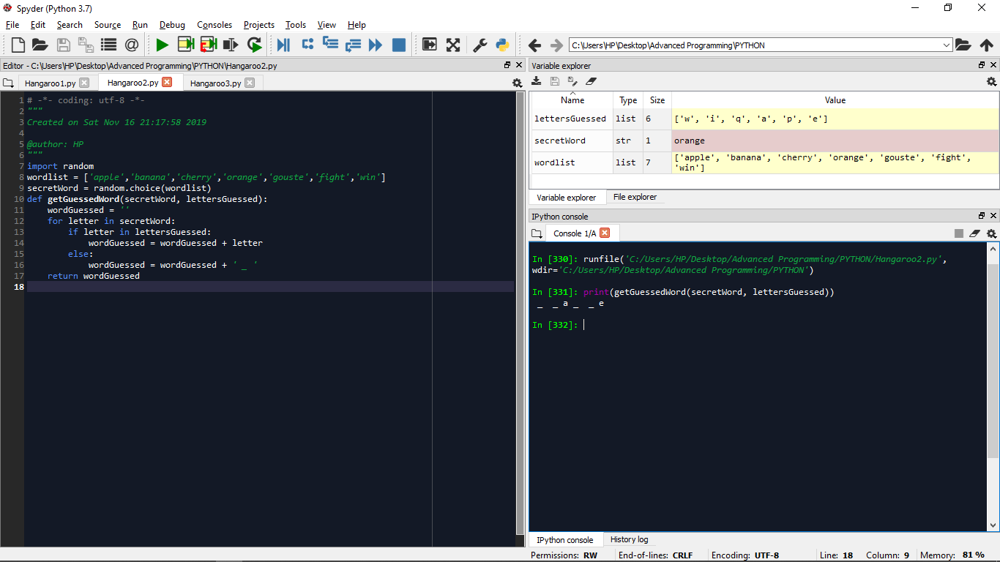 Spyder (Python 3.7)
File Edit Search Source Run Debug Consoles Projects Tools View Help
C:\Users\HP\Desktop\Advanced Programming\PYTHON
Editor - C:\Users\HP\Desktop\Advanced Programming\PYTHON\Hangaroo2.py
Hangaroo1.py Hangaroo2.py Hangaroo3.py
1 # -*- coding: utf-8 -*-
2 """
3 Created on Sat Nov 16 21:17:58 2019
4
5 @author: HP
6 """
7 import random
8 wordlist = ['apple','banana','cherry','orange','gouste','fight','win']
9 secretWord = random.choice(wordlist)
10 def getGuessedWord(secretWord, lettersGuessed):
11     wordGuessed = ''
12     for letter in secretWord:
13         if letter in lettersGuessed:
14             wordGuessed = wordGuessed + letter
15         else:
16             wordGuessed = wordGuessed + ' _ '
17     return wordGuessed
18
Variable explorer
Name Type Size Value
lettersGuessed list 6 ['w', 'i', 'q', 'a', 'p', 'e']
secretWord str 1 orange
wordlist list 7 ['apple', 'banana', 'cherry', 'orange', 'gouste', 'fight',
'win']
Variable explorer File explorer
IPython console
Console 1/A
In [330]: runfile('C:/Users/HP/Desktop/Advanced Programming/PYTHON/Hangaroo2.py',
wdir='C:/Users/HP/Desktop/Advanced Programming/PYTHON')
In [331]: print(getGuessedWord(secretWord, lettersGuessed))
 _  _ a _  _ e
In [332]:
IPython console History log
Permissions: RW End-of-lines: CRLF Encoding: UTF-8 Line: 18 Column: 9 Memory: 81 %